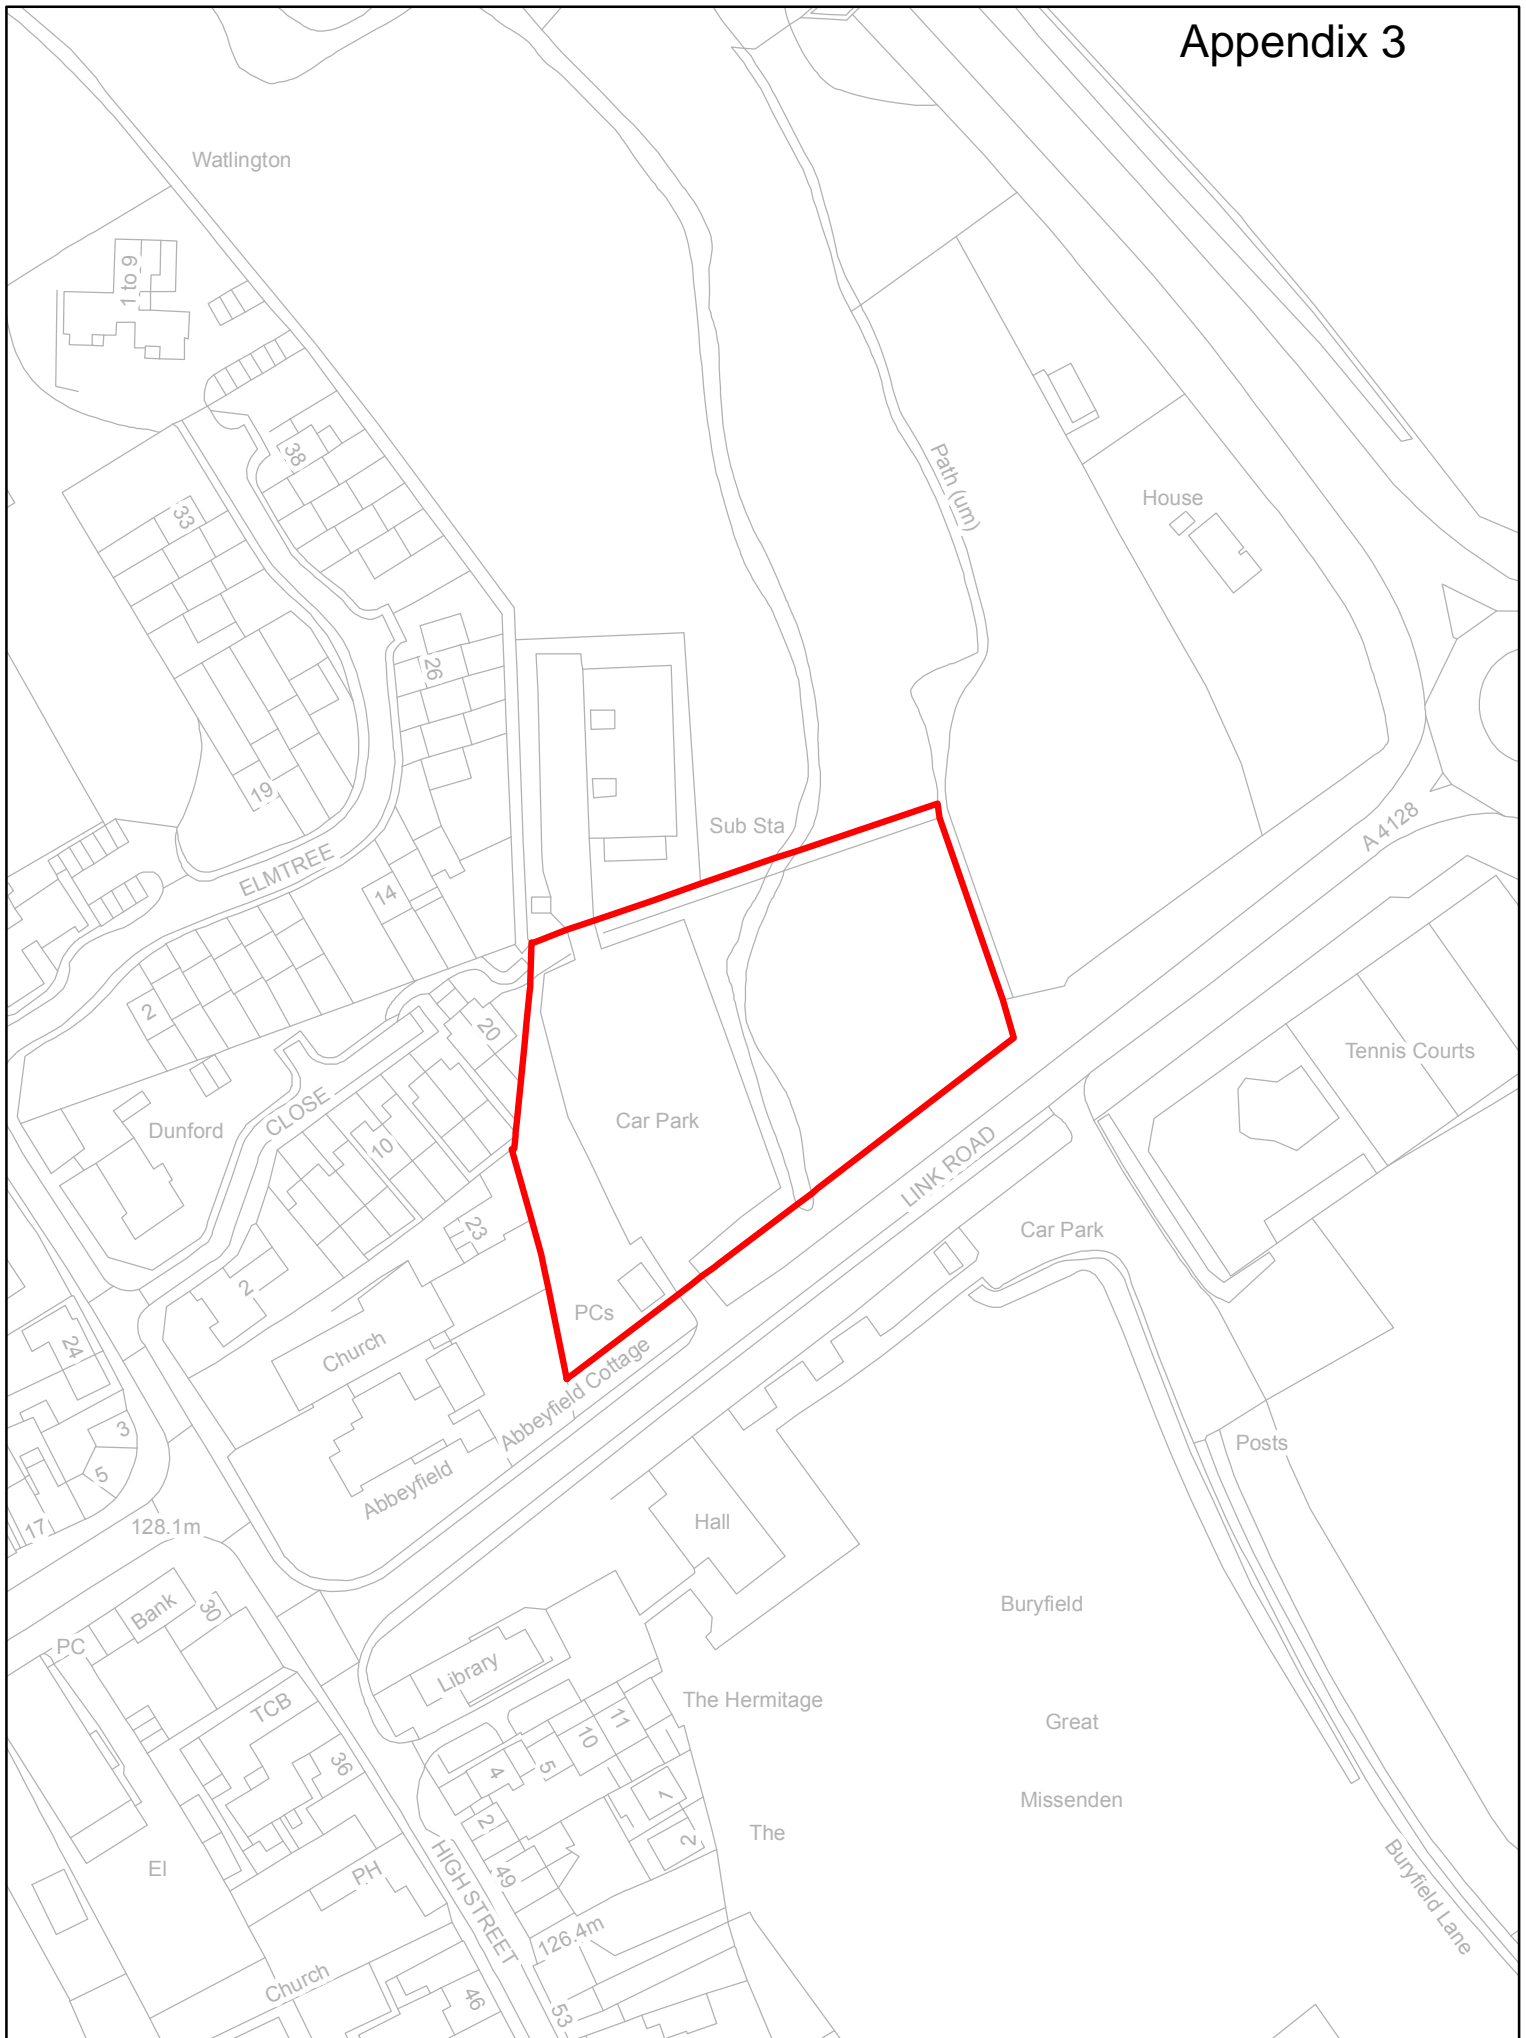 Appendix 3
Watlington
1 to 9
38
Path (um)
House
33
26
19
Sub Sta
A 4128
ELMTREE
14
2
20
Tennis Courts
CLOSE
Dunford
Car Park
10
LINK ROAD
23
Car Park
2
PCs
Church
24
Abbeyfield Cottage
3
Posts
5
Abbeyfield
17
128.1m
Hall
Bank
30
Buryfield
PC
Library
The Hermitage
TCB
11
10
Great
36
5
4
1
Missenden
2
The
2
El
PH
49
HIGH STREET
Buryfield Lane
126.4m
Church
46
53